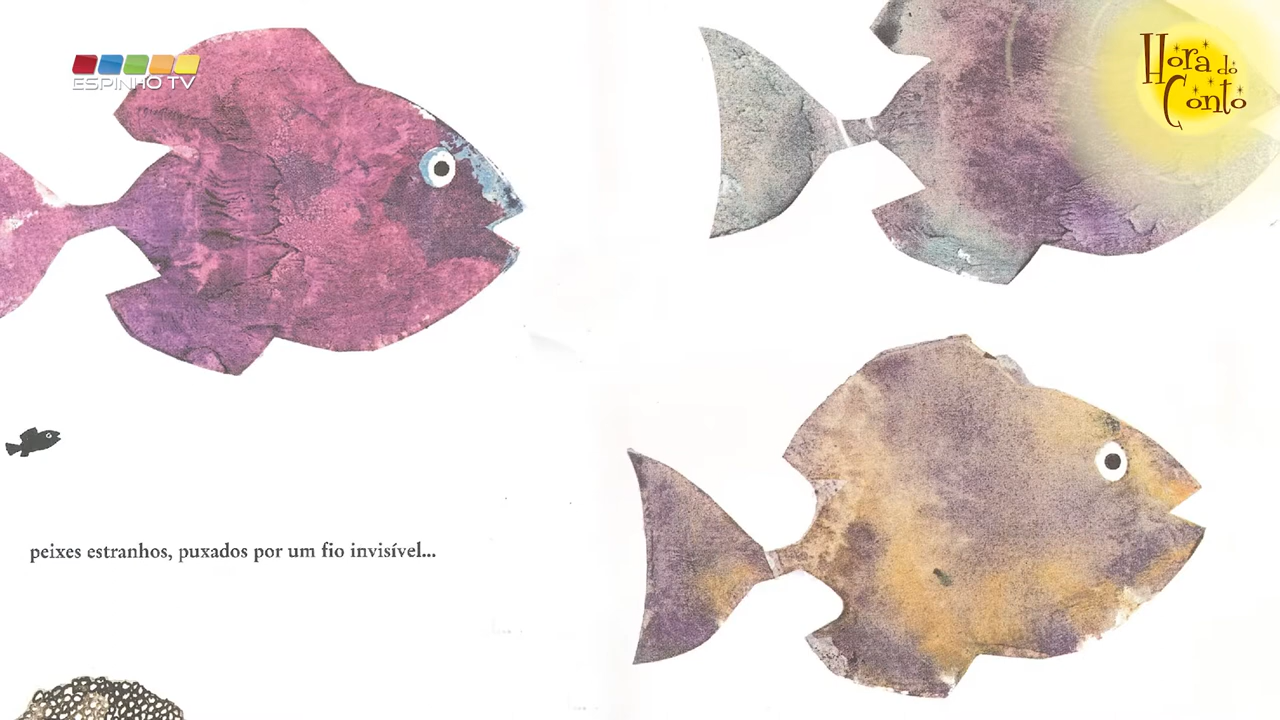 ESPINHO TV
Hora do
Conto
peixes estranhos, puxados por um fio invisível...